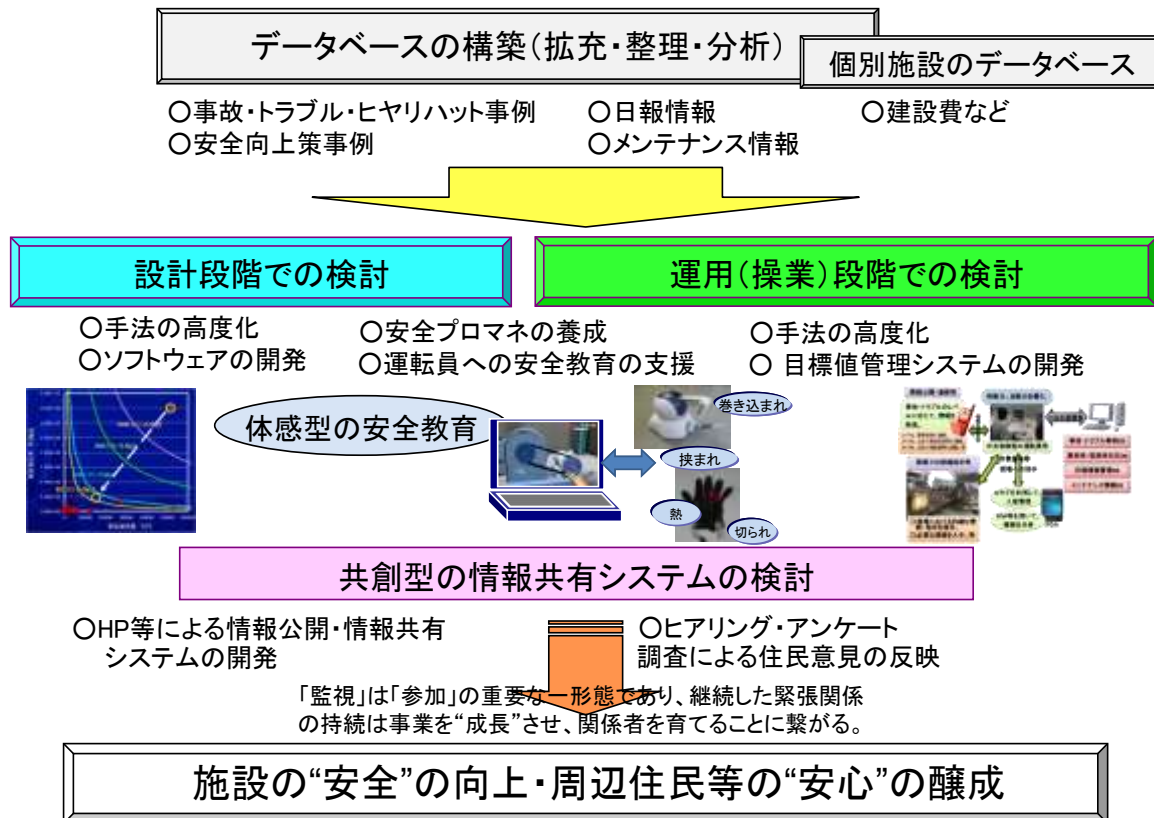 データベースの構築(拡充・整理・分析)
個別施設のデータベース
○事故・トラブル・ヒヤリハット事例
○安全向上策事例
○日報情報
○メンテナンス情報
○建設費など
設計段階での検討
運用(操業)段階での検討
○手法の高度化
○ソフトウェアの開発
○安全プロマネの養成
○運転員への安全教育の支援
○手法の高度化
○ 目標値管理システムの開発
体感型の安全教育
巻き込まれ
挟まれ
熱
切られ
共創型の情報共有システムの検討
○HP等による情報公開・情報共有
システムの開発
○ヒアリング・アンケート
調査による住民意見の反映
「監視」は「参加」の重要な一形態であり、継続した緊張関係
の持続は事業を“成長”させ、関係者を育てることに繋がる。
施設の“安全”の向上・周辺住民等の“安心”の醸成